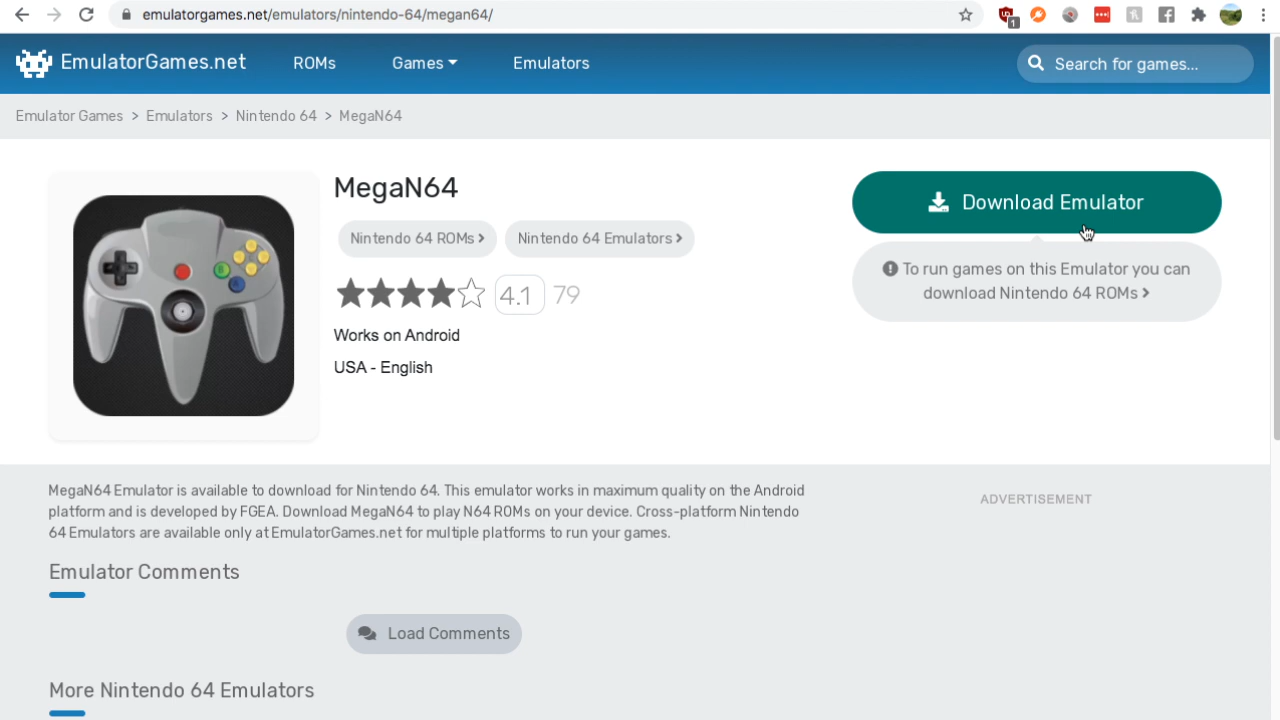 emulatorgames.net/emulators/nintendo-64/megan64/
1
EmulatorGames.net ROMs Games Emulators Search for games...
Emulator Games > Emulators > Nintendo 64 > MegaN64
MegaN64
Download Emulator
Nintendo 64 ROMs Nintendo 64 Emulators
To run games on this Emulator you can
download Nintendo 64 ROMs
4.1 79
Works on Android
USA - English
MegaN64 Emulator is available to download for Nintendo 64. This emulator works in maximum quality on the Android
platform and is developed by FGEA. Download MegaN64 to play N64 ROMs on your device. Cross-platform Nintendo
64 Emulators are available only at EmulatorGames.net for multiple platforms to run your games.
ADVERTISEMENT
Emulator Comments
Load Comments
More Nintendo 64 Emulators